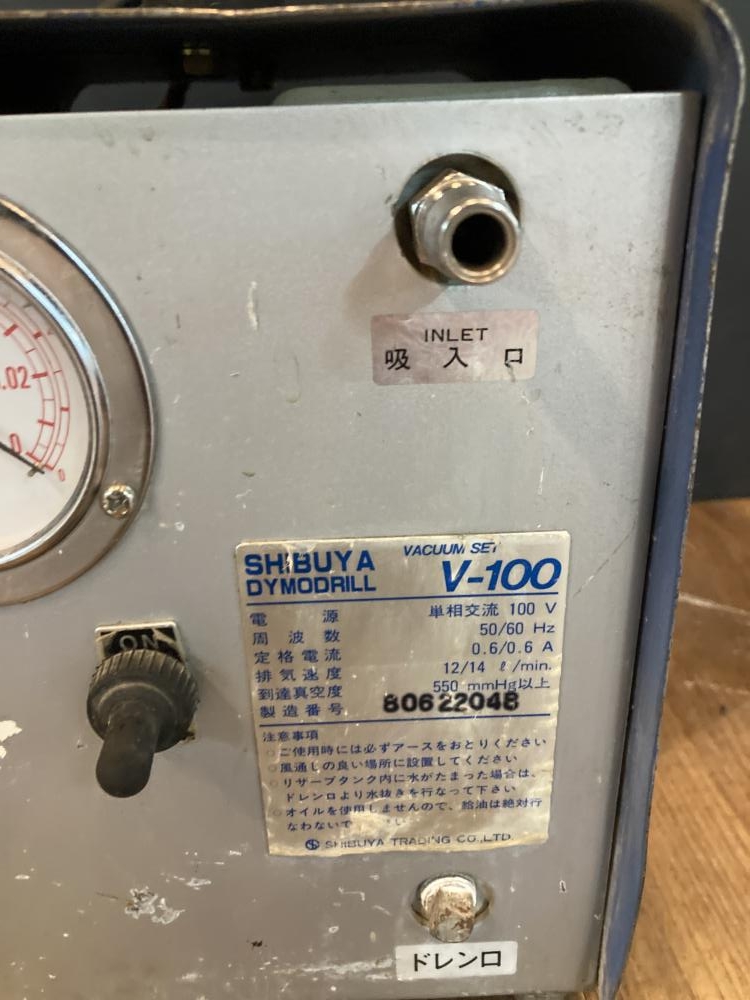 INLET
吸入口
.02
0
0
SHIBUYA
DYMODRILL
VACUUM SET
V-100
電源 単相交流 100 V
周波数 50/60 Hz
定格電流 0.6/0.6 A
排気速度 12/14 ℓ/min.
到達真空度 550 mmHg以上
製造番号 80622048
注意事項
○ご使用時には必ずアースをおとりください
○風通しの良い場所に設置してください
○リザーブタンク内に水がたまった場合は、
ドレン口より水抜きを行なって下さい
○オイルを使用しませんので、給油は絶対行
なわないで
SHIBUYA TRADING CO.,LTD.
ON
ドレン口